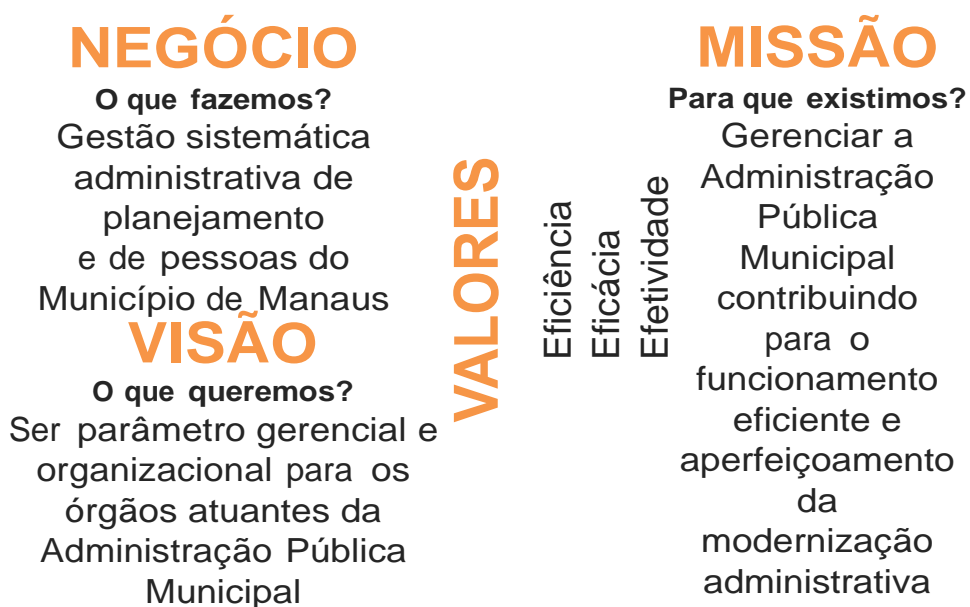 NEGÓCIO
O que fazemos?
Gestão sistemática
administrativa de
planejamento
e de pessoas do
Município de Manaus
VISÃO
O que queremos?
Ser parâmetro gerencial e
organizacional para os
órgãos atuantes da
Administração Pública
Municipal
VALORES
Eficiência
Eficácia
Efetividade
MISSÃO
Para que existimos?
Gerenciar a
Administração
Pública
Municipal
contribuindo
para o
funcionamento
eficiente e
aperfeiçoamento
da
modernização
administrativa